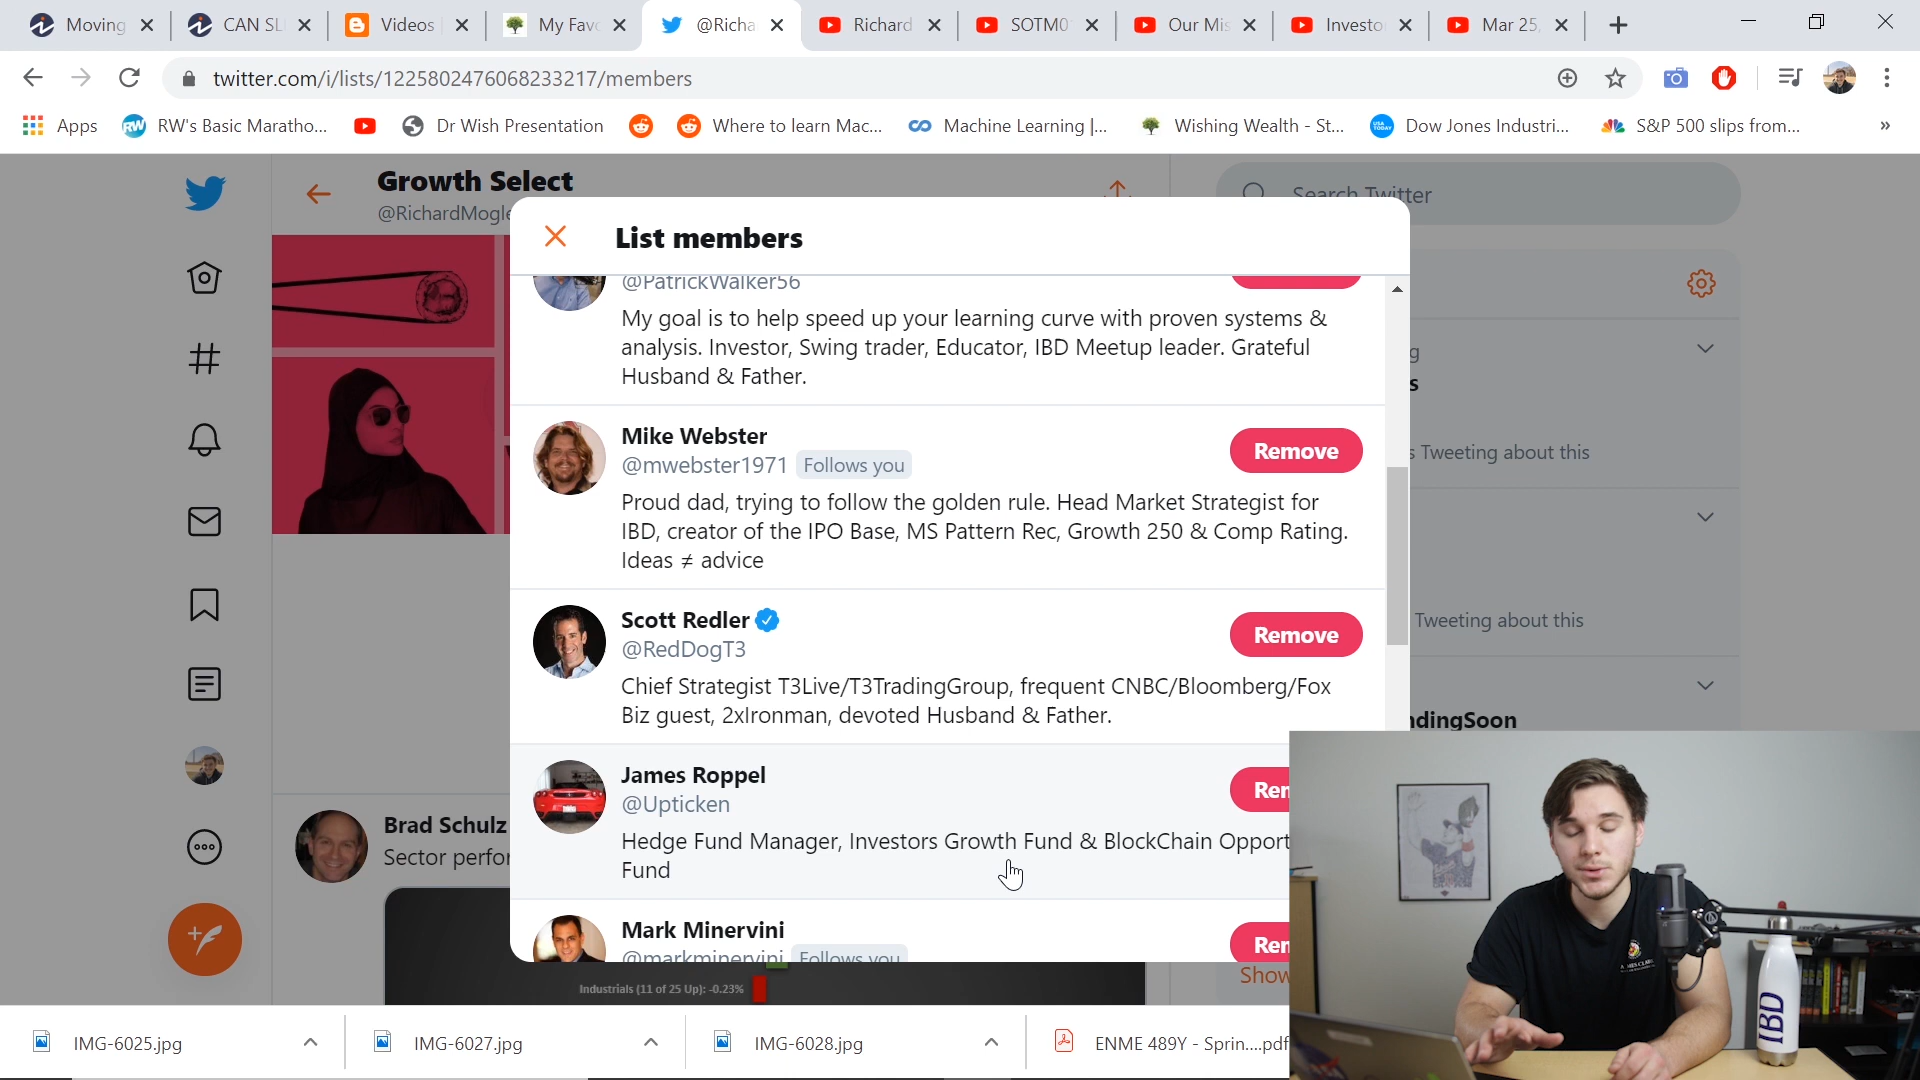 Moving
CAN SL
Videos
My Favo
@Richa
Richard
SOTM0
Our Mis
Investo
Mar 25,
twitter.com/i/lists/1225802476068233217/members
Apps
RW's Basic Maratho...
Dr Wish Presentation
Where to learn Mac...
Machine Learning |...
Wishing Wealth - St...
Dow Jones Industri...
S&P 500 slips from...
»
Growth Select
@RichardMogle
Search Twitter
List members
@PatrickWalker56
My goal is to help speed up your learning curve with proven systems &
analysis. Investor, Swing trader, Educator, IBD Meetup leader. Grateful
Husband & Father.
Mike Webster
@mwebster1971 Follows you
Remove
Proud dad, trying to follow the golden rule. Head Market Strategist for
IBD, creator of the IPO Base, MS Pattern Rec, Growth 250 & Comp Rating.
Ideas ≠ advice
Scott Redler
@RedDogT3
Remove
Chief Strategist T3Live/T3TradingGroup, frequent CNBC/Bloomberg/Fox
Biz guest, 2xIronman, devoted Husband & Father.
James Roppel
@Upticken
Rem
Hedge Fund Manager, Investors Growth Fund & BlockChain Opport
Fund
Mark Minervini
@markminervini Follows you
Rem
g
s
s Tweeting about this
Tweeting about this
ndingSoon
Show
Brad Schulz
Sector perfor
Industrials (11 of 25 Up): -0.23%
IBD
IMG-6025.jpg
IMG-6027.jpg
IMG-6028.jpg
ENME 489Y - Sprin....pdf